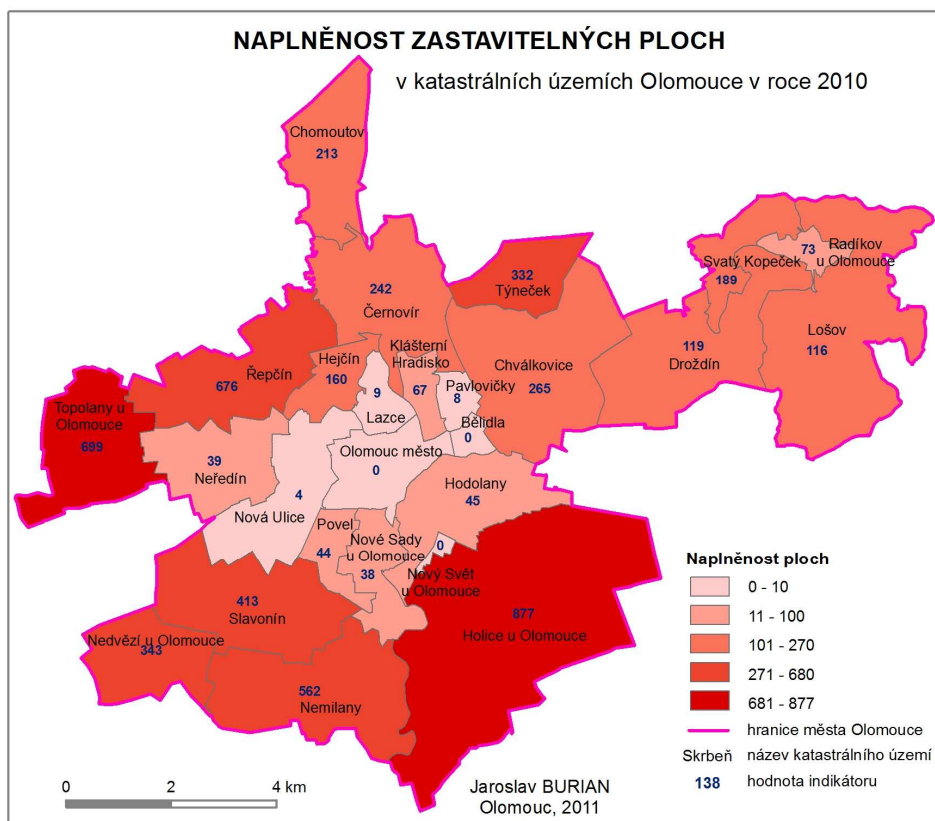 NAPLNĚNOST ZASTAVITELNÝCH PLOCH
v katastrálních územích Olomouce v roce 2010
Chomoutov
213
242
Černovír
332
Týneček
73
Radíkov
u Olomouce
Svatý Kopeček
189
Řepčín
676
Hejčín
160
Klášterní
Hradisko
67
Chválkovice
265
119
Droždín
Lošov
116
Topolany u
Olomouce
699
9
Lazce
Pavlovičky
8
Bělidla
0
39
Neředín
Olomouc město
0
4
Nová Ulice
Hodolany
45
Povel
44
Nové Sady
u Olomouce
38
0
Nový Svět
u Olomouce
413
Slavonín
877
Holice u Olomouce
Nedvězí u Olomouce
343
562
Nemilany
Naplněnost ploch
0 - 10
11 - 100
101 - 270
271 - 680
681 - 877
hranice města Olomouce
Skrbeň název katastrálního území
138 hodnota indikátoru
0 2 4 km
Jaroslav BURIAN
Olomouc, 2011